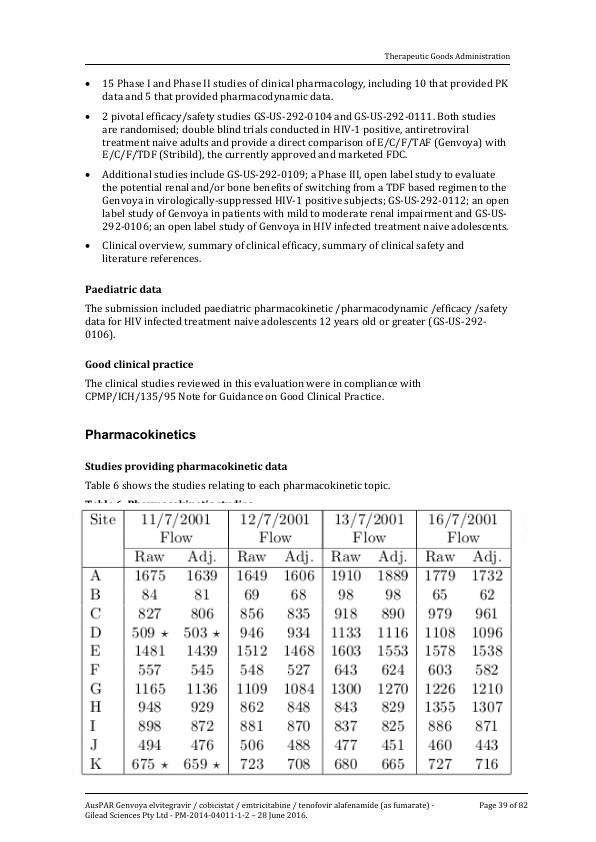 Therapeutic Goods Administration
• 15 Phase I and Phase II studies of clinical pharmacology, including 10 that provided PK
data and 5 that provided pharmacodynamic data.
• 2 pivotal efficacy/safety studies GS-US-292-0104 and GS-US-292-0111. Both studies
are randomised; double blind trials conducted in HIV-1 positive, antiretroviral
treatment naive adults and provide a direct comparison of E/C/F/TAF (Genvoya) with
E/C/F/TDF (Stribild), the currently approved and marketed FDC.
• Additional studies include GS-US-292-0109; a Phase III, open label study to evaluate
the potential renal and/or bone benefits of switching from a TDF based regimen to the
Genvoya in virologically-suppressed HIV-1 positive subjects; GS-US-292-0112; an open
label study of Genvoya in patients with mild to moderate renal impairment and GS-US-
292-0106; an open label study of Genvoya in HIV infected treatment naive adolescents.
• Clinical overview, summary of clinical efficacy, summary of clinical safety and
literature references.
Paediatric data
The submission included paediatric pharmacokinetic /pharmacodynamic /efficacy /safety
data for HIV infected treatment naive adolescents 12 years old or greater (GS-US-292-
0106).
Good clinical practice
The clinical studies reviewed in this evaluation were in compliance with
CPMP/ICH/135/95 Note for Guidance on Good Clinical Practice.
Pharmacokinetics
Studies providing pharmacokinetic data
Table 6 shows the studies relating to each pharmacokinetic topic.
Table 6. Pharmacokinetic studies
Site 11/7/2001 12/7/2001 13/7/2001 16/7/2001
Flow Flow Flow Flow
Raw Adj. Raw Adj. Raw Adj. Raw Adj.
A 1675 1639 1649 1606 1910 1889 1779 1732
B 84 81 69 68 98 98 65 62
C 827 806 856 835 918 890 979 961
D 509 ⋆ 503 ⋆ 946 934 1133 1116 1108 1096
E 1481 1439 1512 1468 1603 1553 1578 1538
F 557 545 548 527 643 624 603 582
G 1165 1136 1109 1084 1300 1270 1226 1210
H 948 929 862 848 843 829 1355 1307
I 898 872 881 870 837 825 886 871
J 494 476 506 488 477 451 460 443
K 675 ⋆ 659 ⋆ 723 708 680 665 727 716
AusPAR Genvoya elvitegravir / cobicistat / emtricitabine / tenofovir alafenamide (as fumarate) - Page 39 of 82
Gilead Sciences Pty Ltd - PM-2014-04011-1-2 – 28 June 2016.